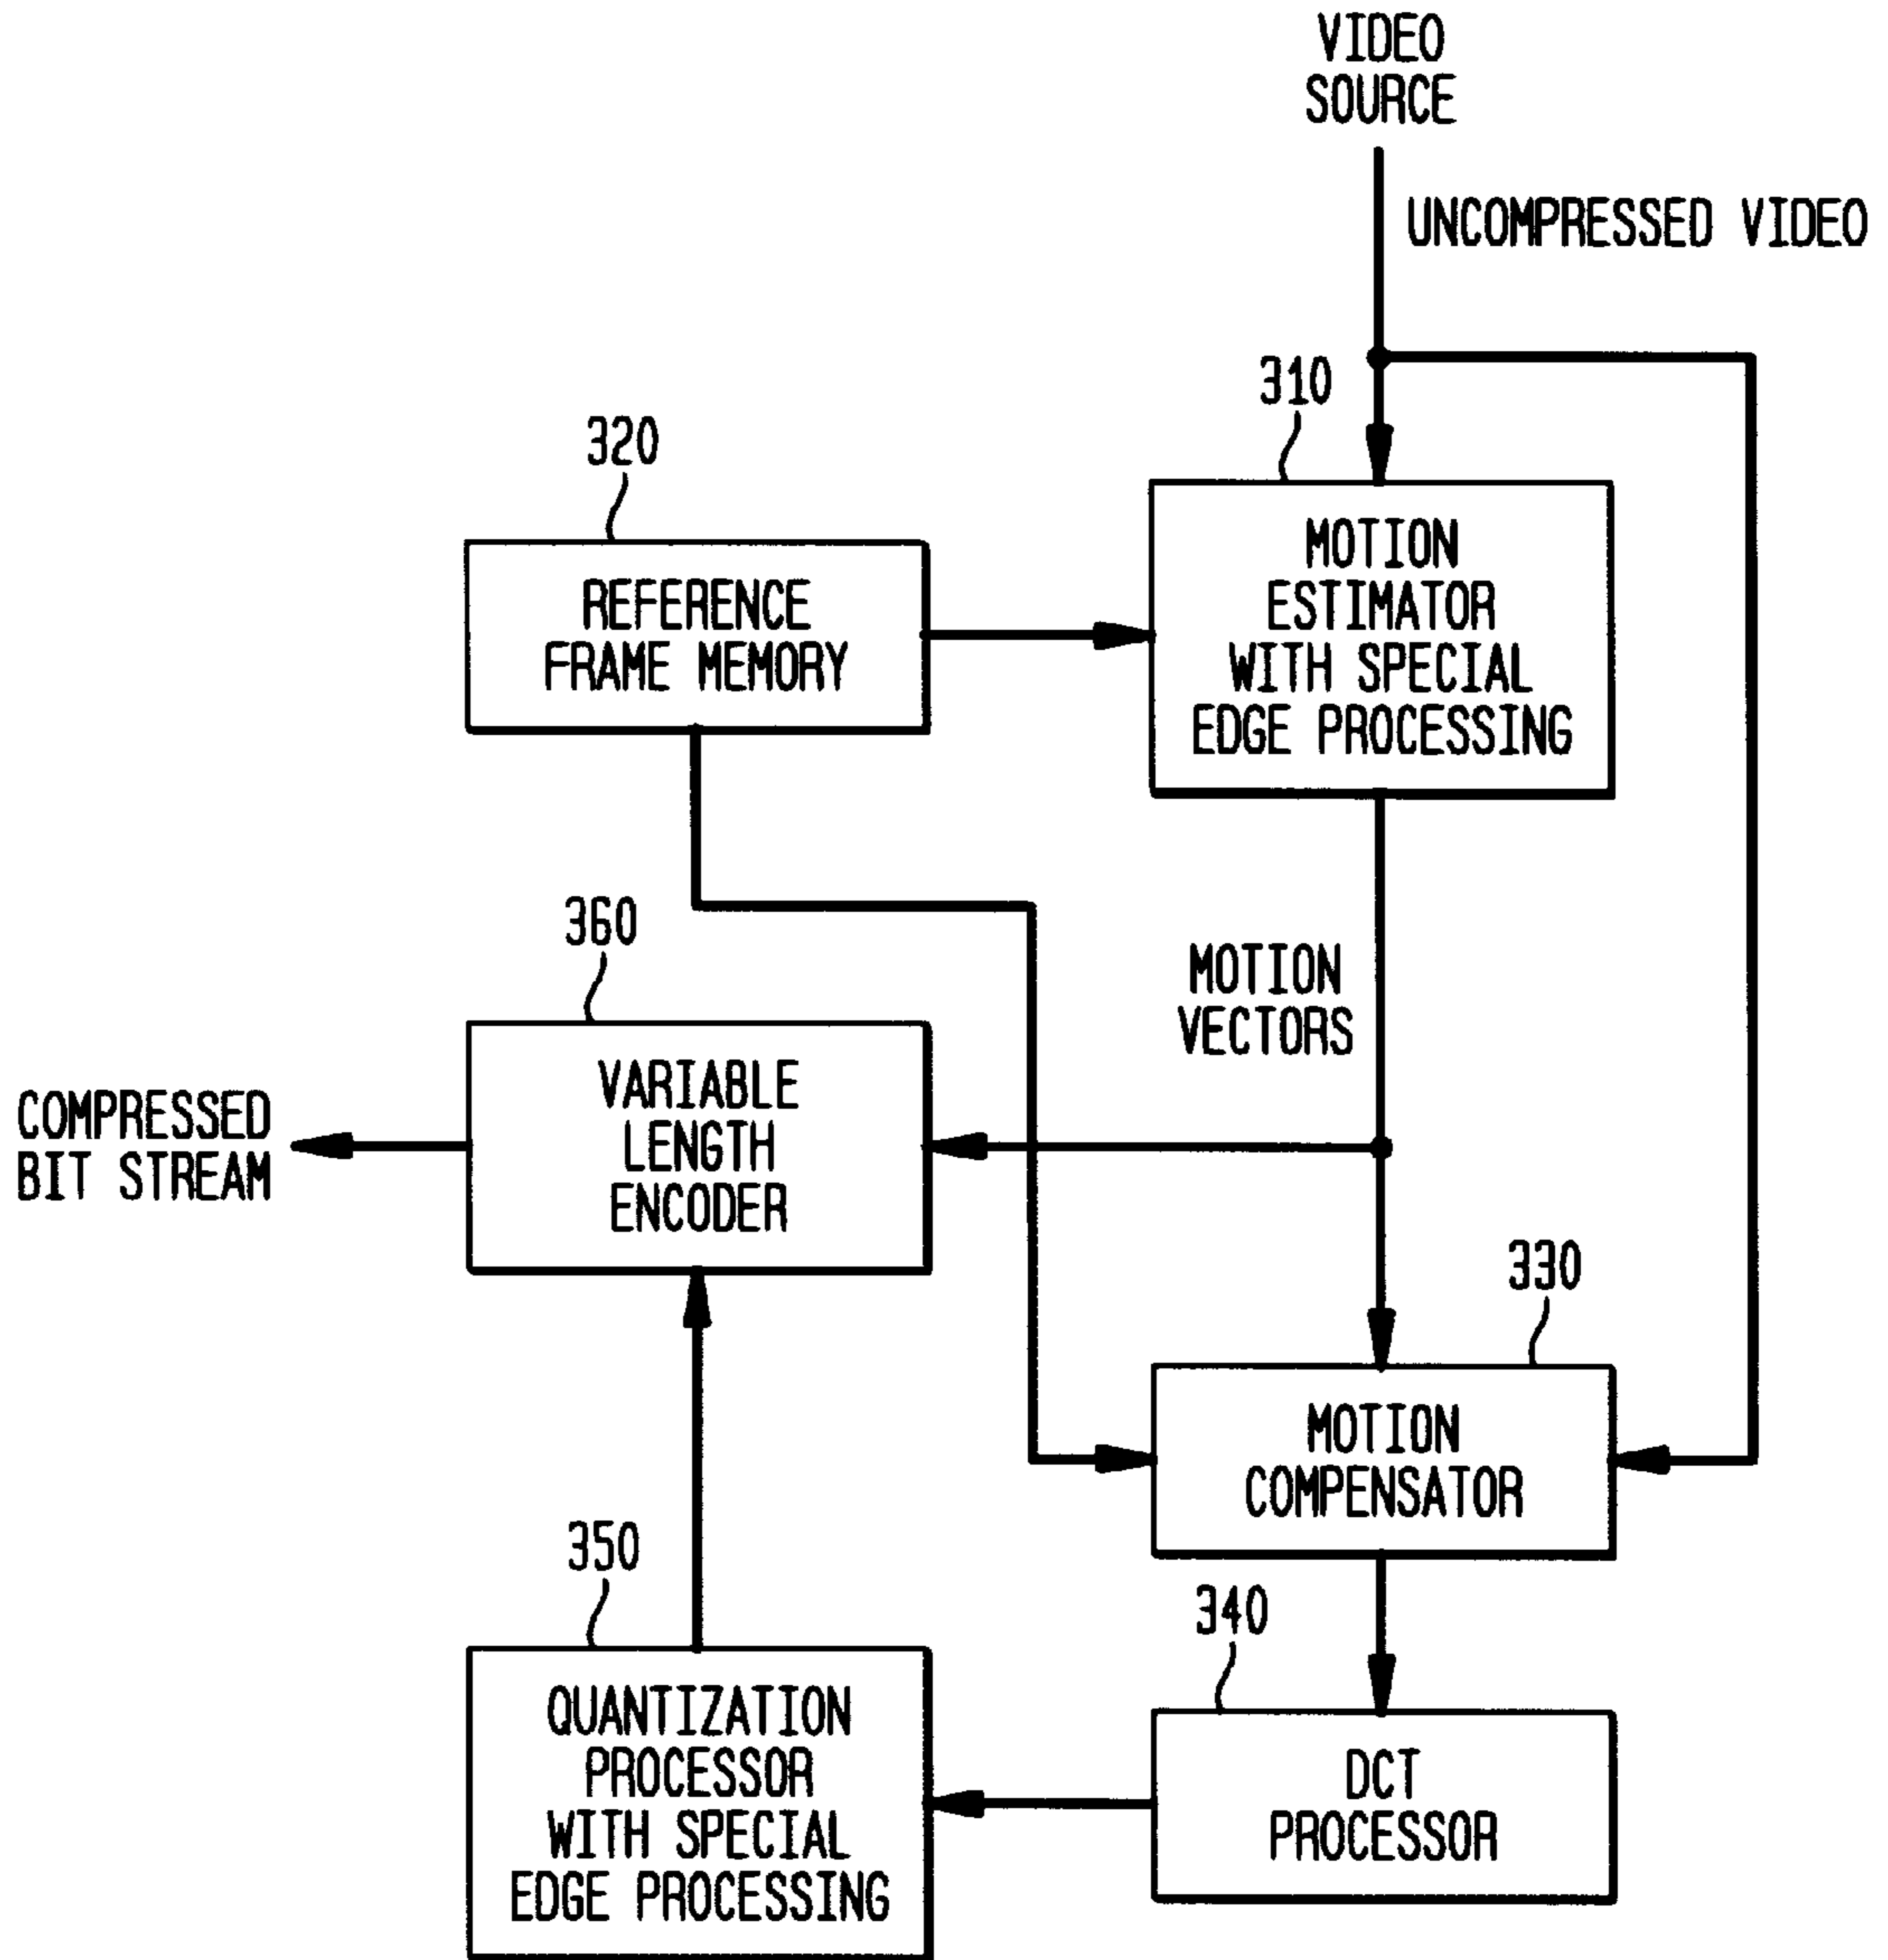 VIDEO
SOURCE
UNCOMPRESSED VIDEO
310
320
MOTION
ESTIMATOR
WITH SPECIAL
EDGE PROCESSING
REFERENCE
FRAME MEMORY
360
MOTION
VECTORS
VARIABLE
LENGTH
ENCODER
COMPRESSED
BIT STREAM
330
MOTION
COMPENSATOR
350
340
QUANTIZATION
PROCESSOR
WITH SPECIAL
EDGE PROCESSING
DCT
PROCESSOR